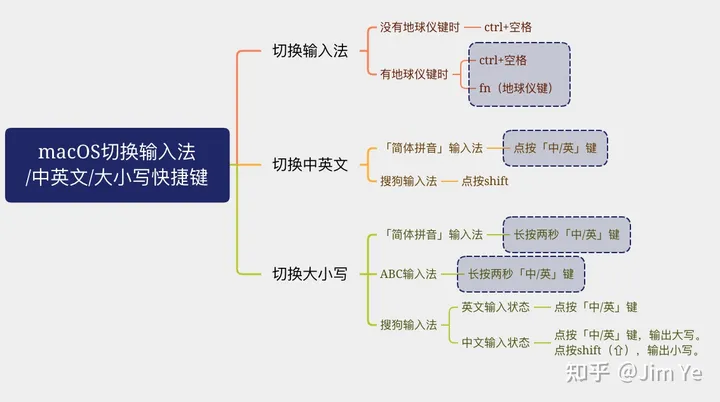 macOS切换输入法
/中英文/大小写快捷键
切换输入法
没有地球仪键时
ctrl+空格
有地球仪键时
ctrl+空格
fn（地球仪键）
切换中英文
「简体拼音」输入法
点按「中/英」键
搜狗输入法
点按shift
切换大小写
「简体拼音」输入法
长按两秒「中/英」键
ABC输入法
长按两秒「中/英」键
搜狗输入法
英文输入状态
点按「中/英」键
中文输入状态
点按「中/英」键，输出大写。
点按shift（⇧），输出小写。
知乎 @Jim Ye